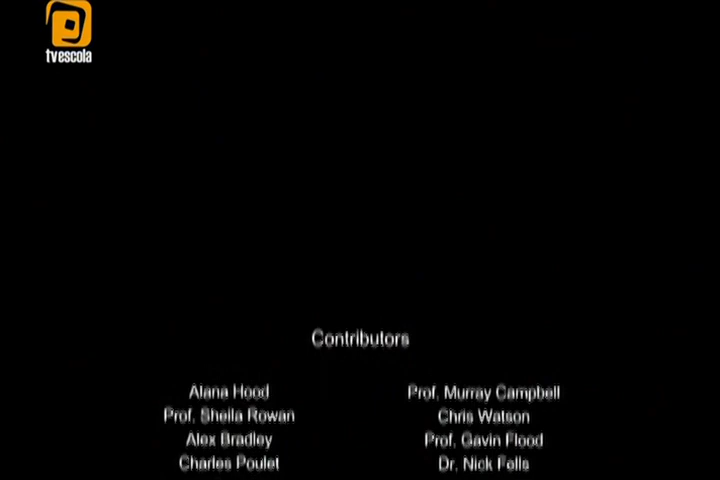 tvescola
Contributors
Alana Hood
Prof. Murray Campbell
Prof. Sheila Rowan
Chris Watson
Alex Bradley
Prof. Gavin Flood
Charles Poulet
Dr. Nick Fells